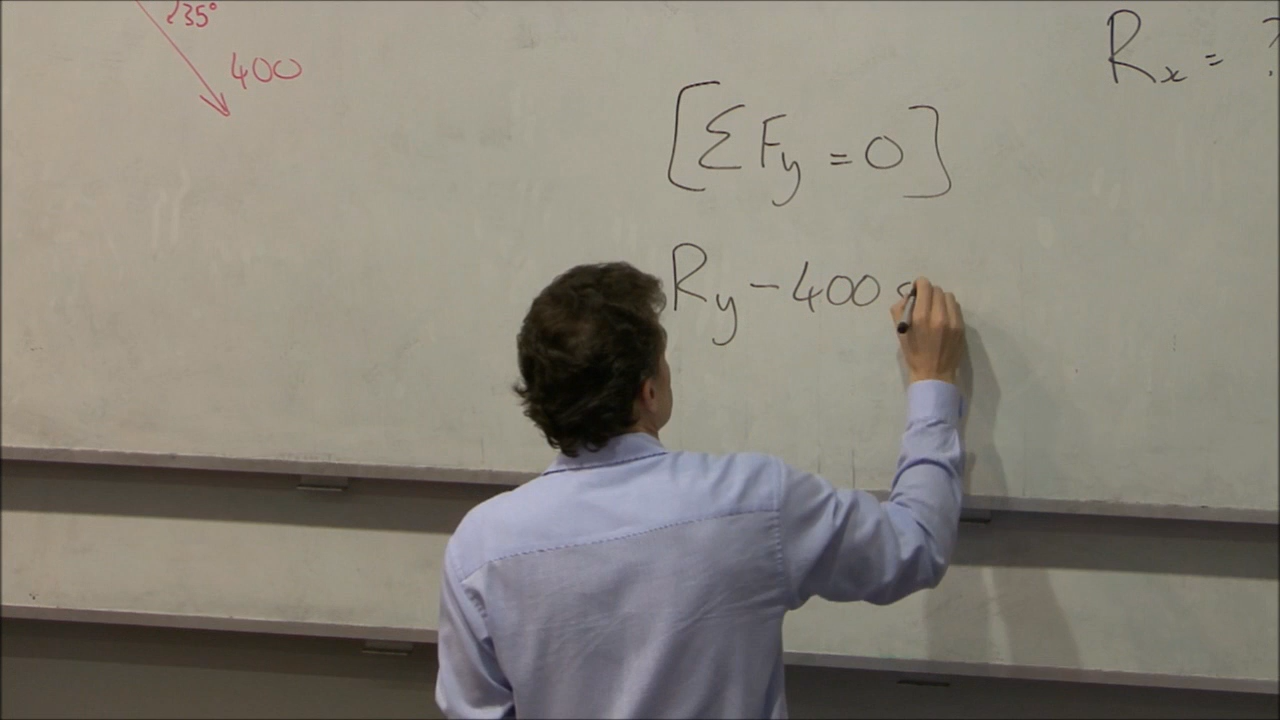 35°
400
Rx = ?
[ΣFy = 0]
Ry - 400